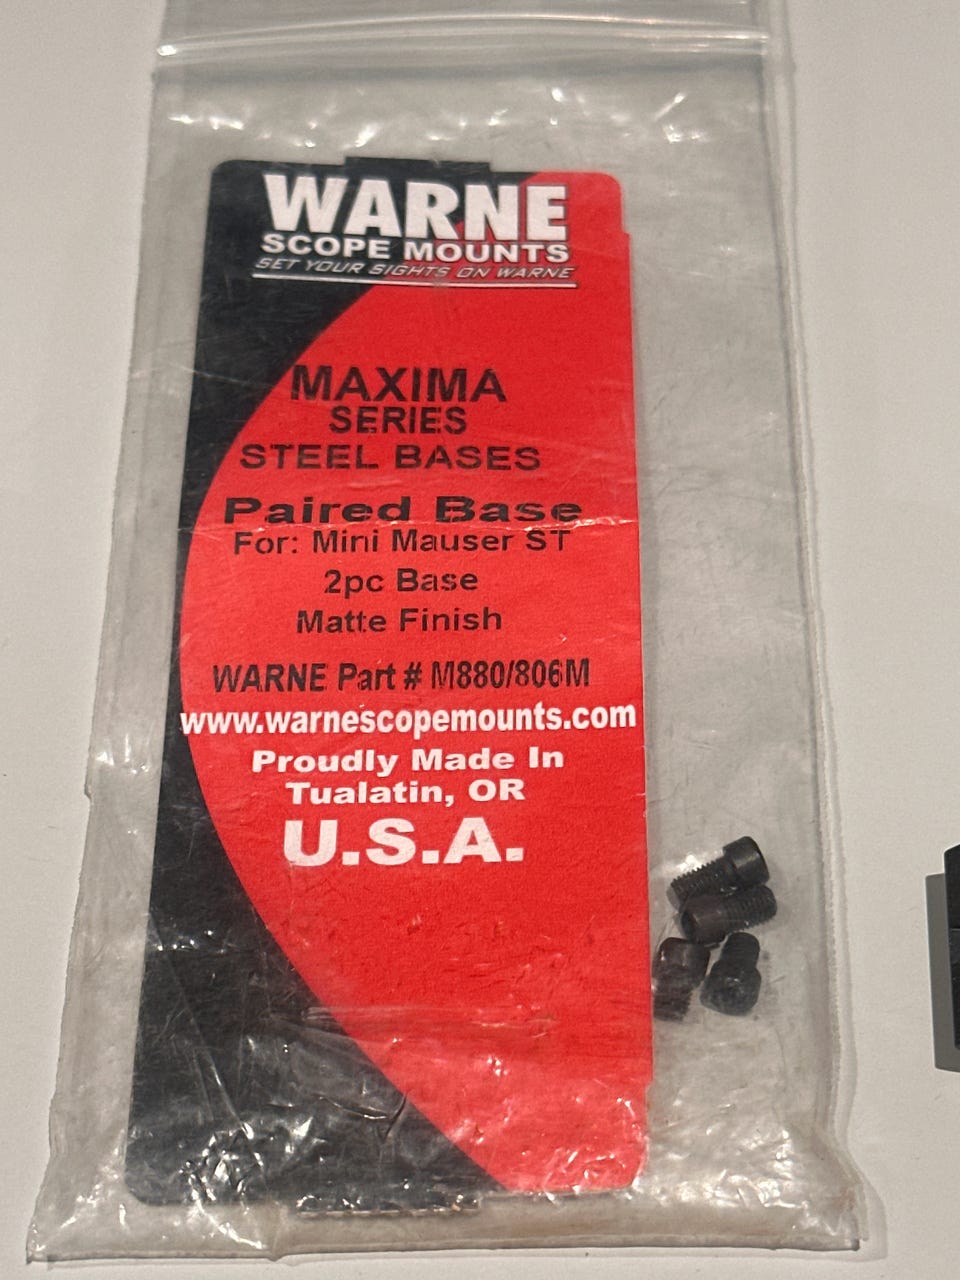 WARNE
SCOPE MOUNTS
SET YOUR SIGHTS ON WARNE
MAXIMA
SERIES
STEEL BASES
Paired Base
For: Mini Mauser ST
2pc Base
Matte Finish
WARNE Part # M880/806M
www.warnescopemounts.com
Proudly Made In
Tualatin, OR
U.S.A.